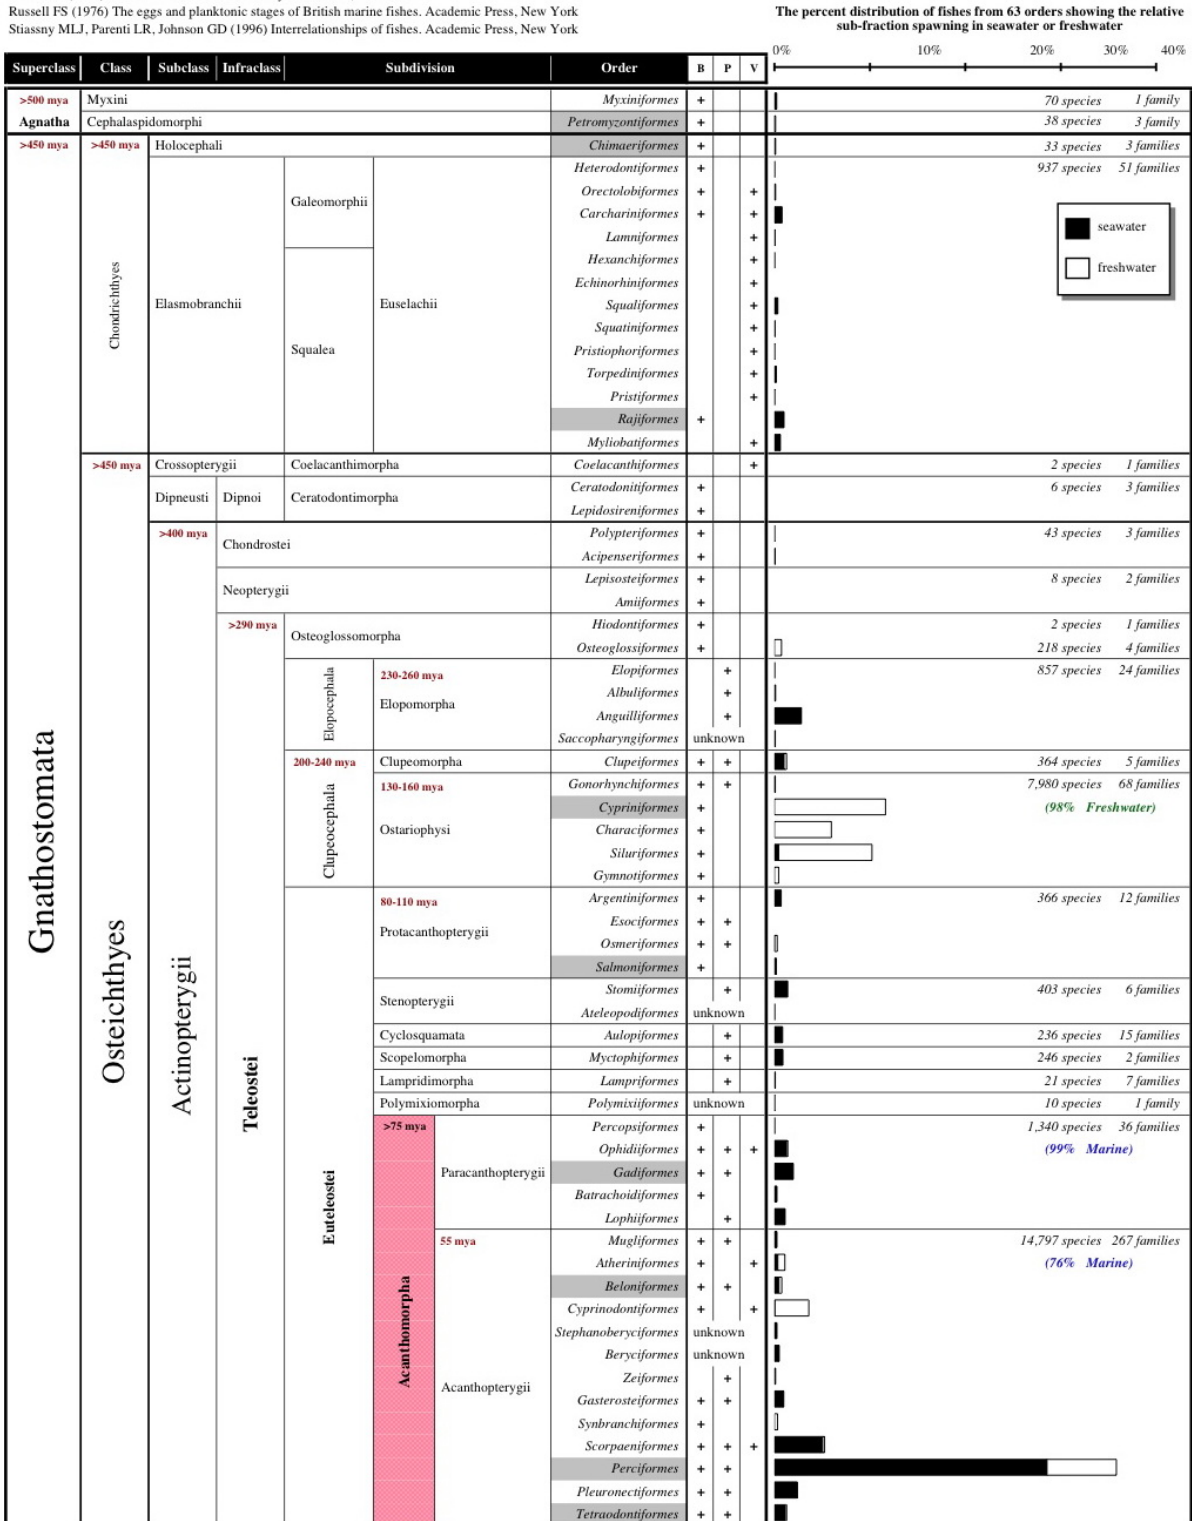 Russell FS (1976) The eggs and planktonic stages of British marine fishes. Academic Press, New York
Stiassny MLJ, Parenti LR, Johnson GD (1996) Interrelationships of fishes. Academic Press, New York
The percent distribution of fishes from 63 orders showing the relative
sub-fraction spawning in seawater or freshwater
0% 10% 20% 30% 40%
Superclass Class Subclass Infraclass Subdivision Order B P V
>500 mya Myxini Myxiniformes + 70 species 1 family
Agnatha Cephalaspidomorphi Petromyzontiformes + 38 species 3 family
>450 mya >450 mya Holocephali Chimaeriformes + 33 species 3 families
Heterodontiformes + 937 species 51 families
Orectolobiformes + +
Galeomorphii
Carchariniformes + +
seawater
Lamniformes +
Hexanchiformes +
freshwater
Echinorhiniformes +
Chondrichthyes
Elasmobranchii Euselachii Squaliformes +
Squatiniformes +
Squalea Pristiophoriformes +
Torpediniformes +
Pristiformes +
Rajiformes +
Myliobatiformes +
>450 mya Crossopterygii Coelacanthimorpha Coelacanthiformes + 2 species 1 families
Ceratodonitiformes + 6 species 3 families
Dipneusti Dipnoi Ceratodontimorpha
Lepidosireniformes +
>400 mya Polypteriformes + 43 species 3 families
Chondrostei
Acipenseriformes +
Lepisosteiformes + 8 species 2 families
Neopterygii
Amiiformes +
>290 mya Hiodontiformes + 2 species 1 families
Osteoglossomorpha
Osteoglossiformes + 218 species 4 families
Elopocephala
230-260 mya Elopiformes + 857 species 24 families
Albuliformes +
Elopomorpha
Anguilliformes +
Saccopharyngiformes unknown
200-240 mya Clupeomorpha Clupeiformes + + 364 species 5 families
Clupeocephala
130-160 mya Gonorhynchiformes + + 7,980 species 68 families
Cypriniformes + (98% Freshwater)
Ostariophysi Characiformes +
Siluriformes +
Gymnotiformes +
Gnathostomata
Osteichthyes
Actinopterygii
Teleostei
Euteleostei
80-110 mya Argentiniformes + 366 species 12 families
Esociformes + +
Protacanthopterygii
Osmeriformes + +
Salmoniformes +
Stomiiformes + 403 species 6 families
Stenopterygii
Ateleopodiformes unknown
Cyclosquamata Aulopiformes + 236 species 15 families
Scopelomorpha Myctophiformes + 246 species 2 families
Lampridimorpha Lampriformes + 21 species 7 families
Polymixiomorpha Polymixiiformes unknown 10 species 1 family
>75 mya Percopsiformes + 1,340 species 36 families
Ophidiiformes + + + (99% Marine)
Paracanthopterygii Gadiformes + +
Batrachoidiformes +
Lophiiformes +
Acanthomorpha
55 mya Mugliformes + + 14,797 species 267 families
Atheriniformes + + (76% Marine)
Beloniformes + +
Cyprinodontiformes + +
Stephanoberyciformes unknown
Beryciformes unknown
Zeiformes +
Acanthopterygii
Gasterosteiformes + +
Synbranchiformes +
Scorpaeniformes + + +
Perciformes + +
Pleuronectiformes + +
Tetraodontiformes + +